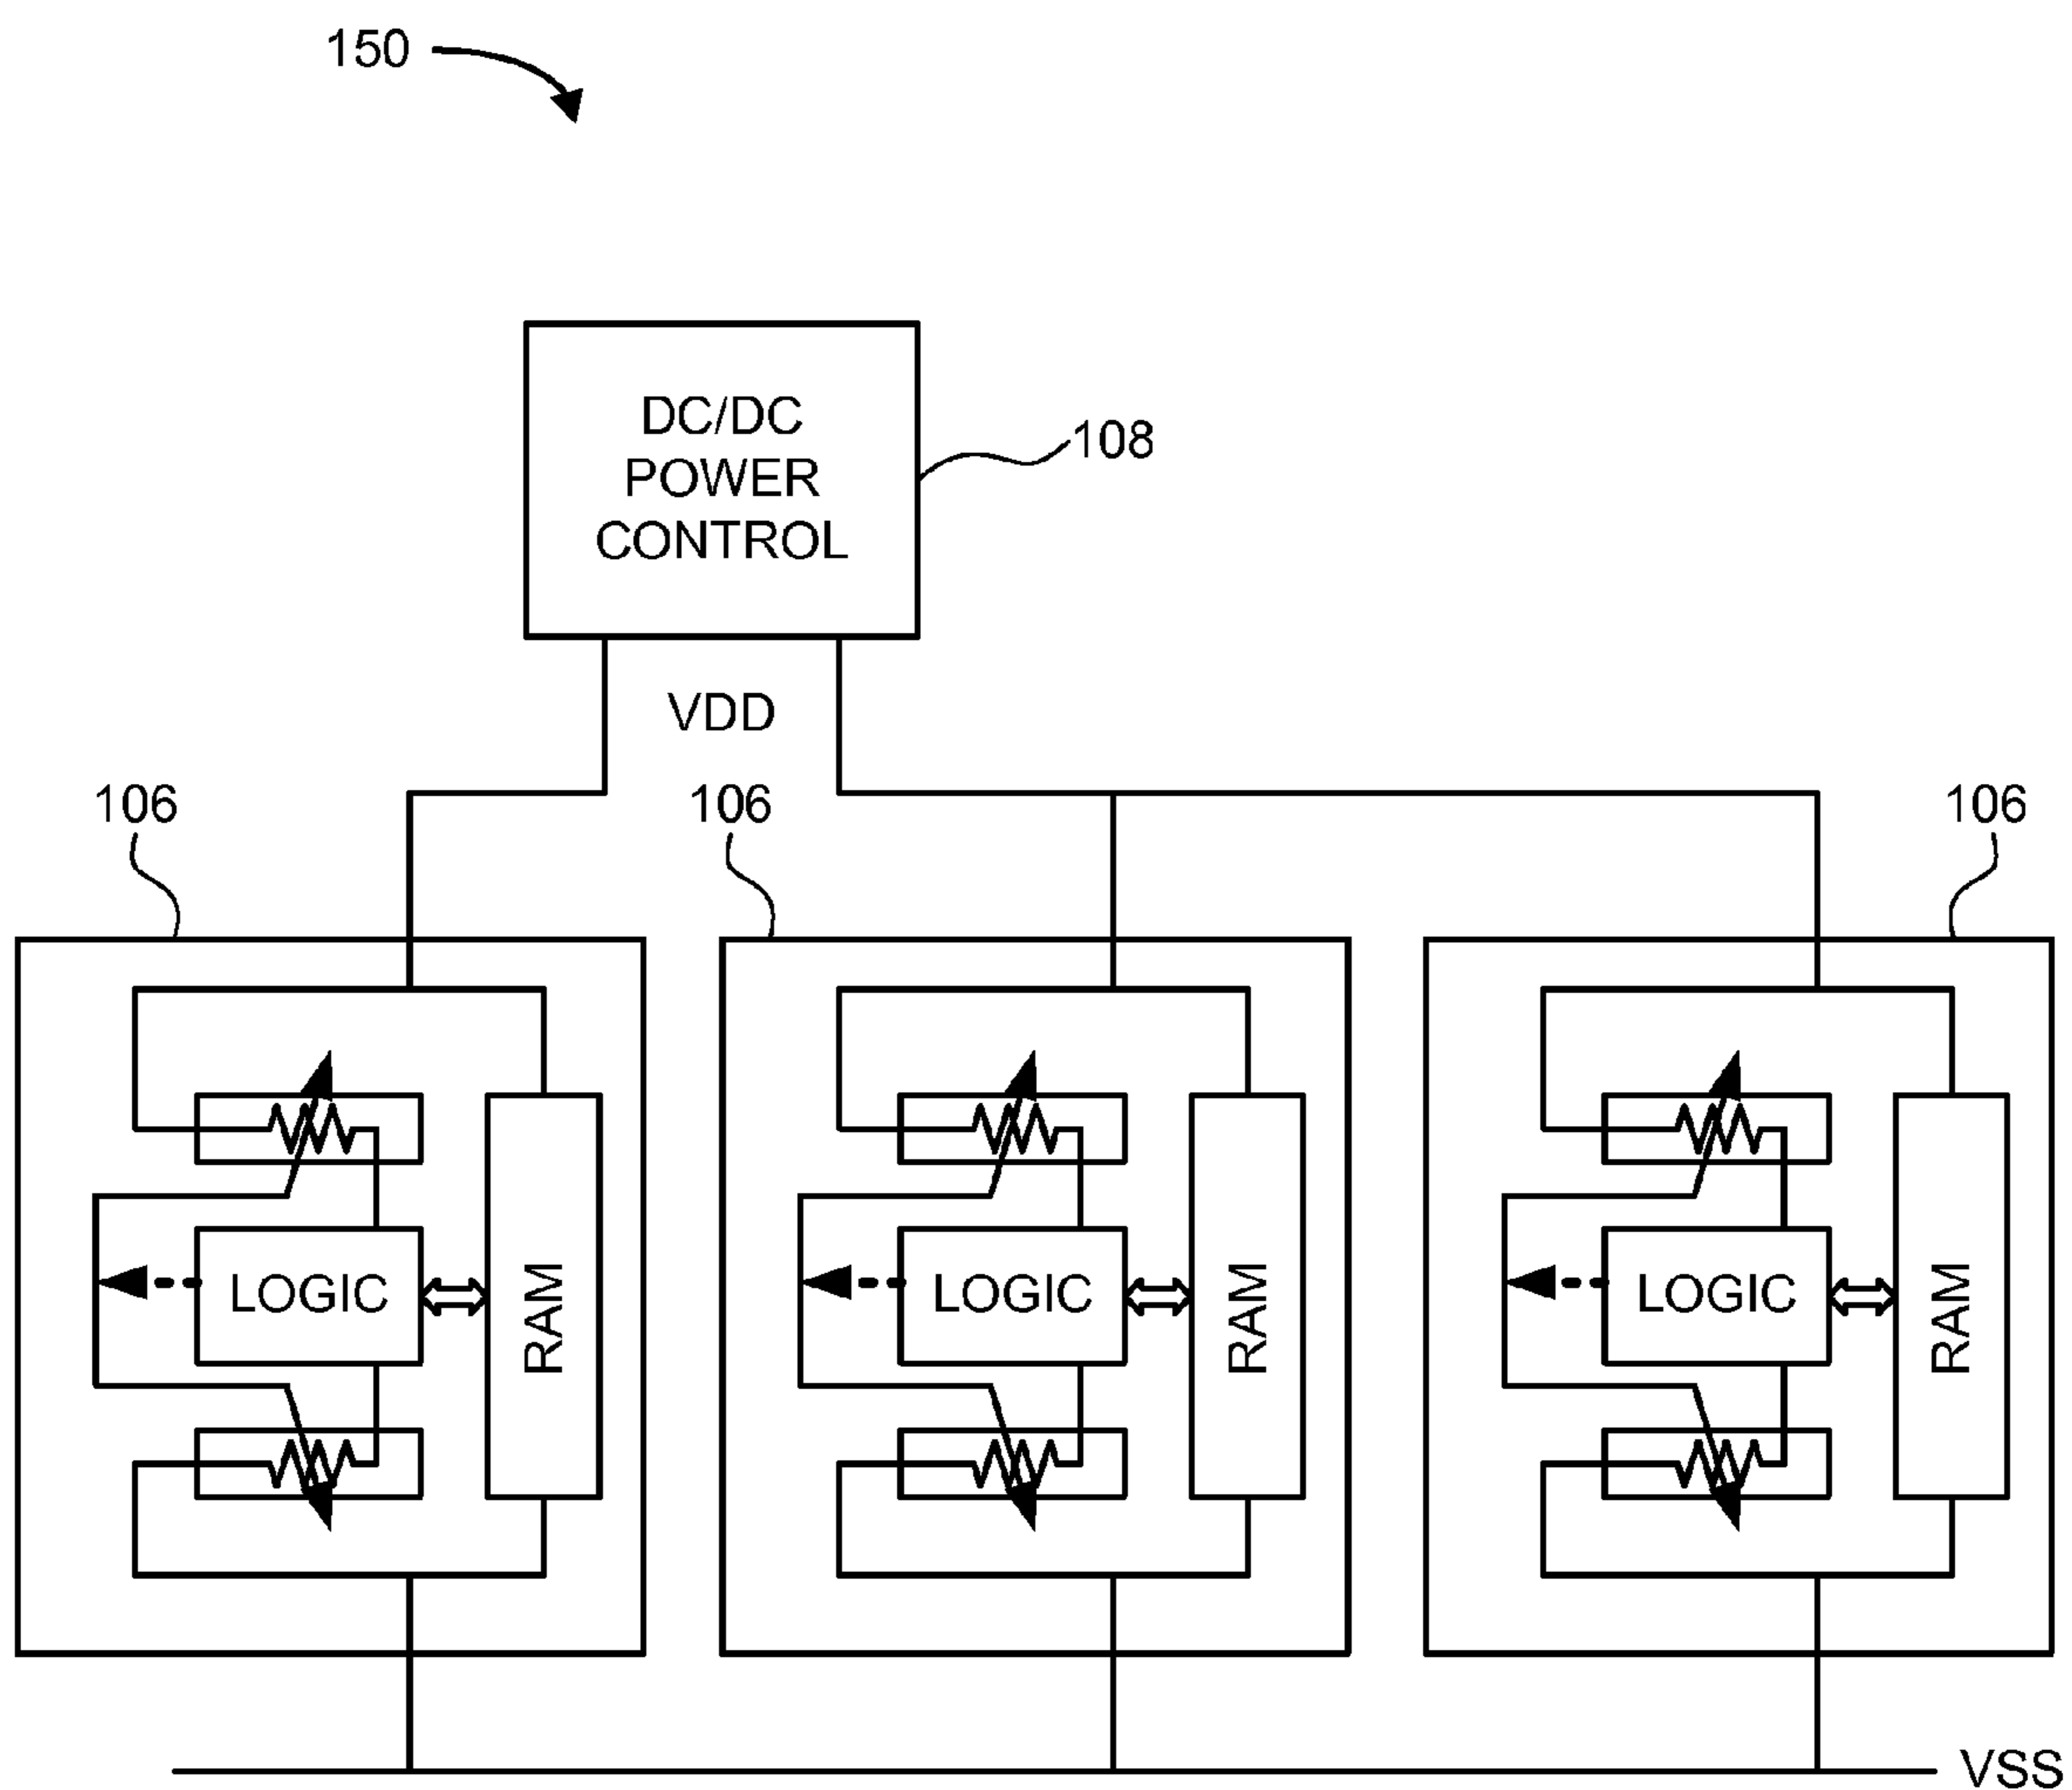 150
DC/DC
POWER
CONTROL
108
VDD
106
106
106
LOGIC
RAM
LOGIC
RAM
LOGIC
RAM
VSS